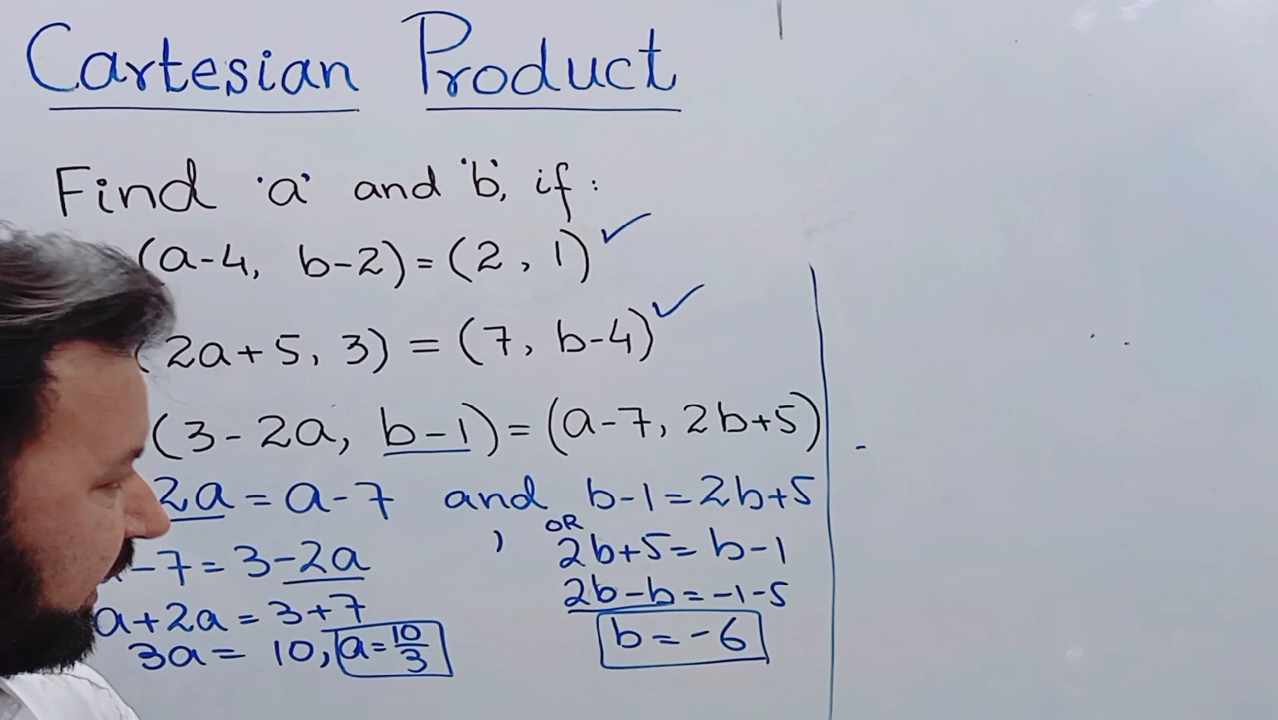 Cartesian Product
Find 'a' and 'b', if:
(a-4, b-2) = (2, 1) ✓
(2a+5, 3) = (7, b-4) ✓
(3-2a, b-1) = (a-7, 2b+5)
2a = a-7 and b-1 = 2b+5
-7 = 3-2a , OR 2b+5 = b-1
a+2a = 3+7 2b-b = -1-5
3a = 10, a = 10/3 b = -6